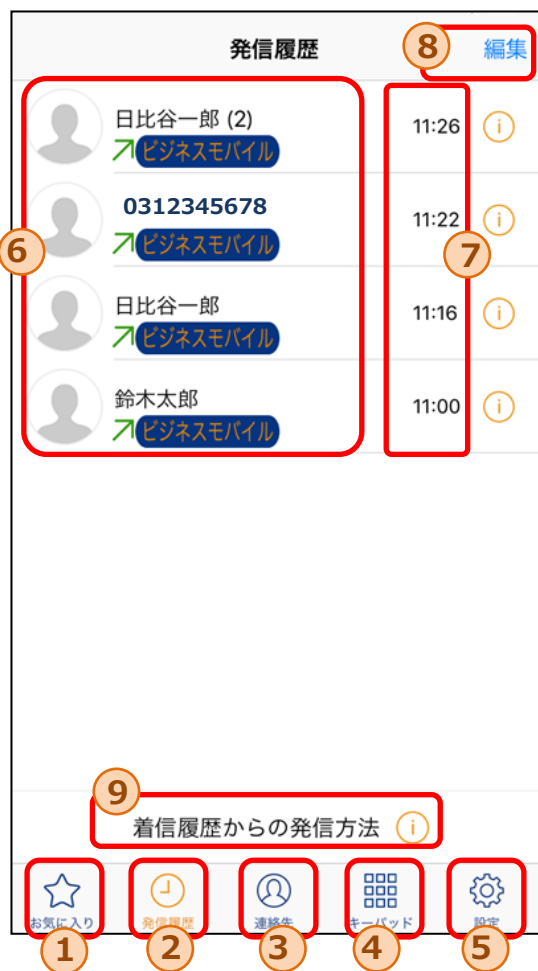 発信履歴
8
編集
日比谷一郎 (2)
ビジネスモバイル
11:26
i
0312345678
ビジネスモバイル
11:22
i
6
7
日比谷一郎
ビジネスモバイル
11:16
i
鈴木太郎
ビジネスモバイル
11:00
i
9
着信履歴からの発信方法 i
お気に入り
発信履歴
連絡先
キーパッド
設定
1
2
3
4
5